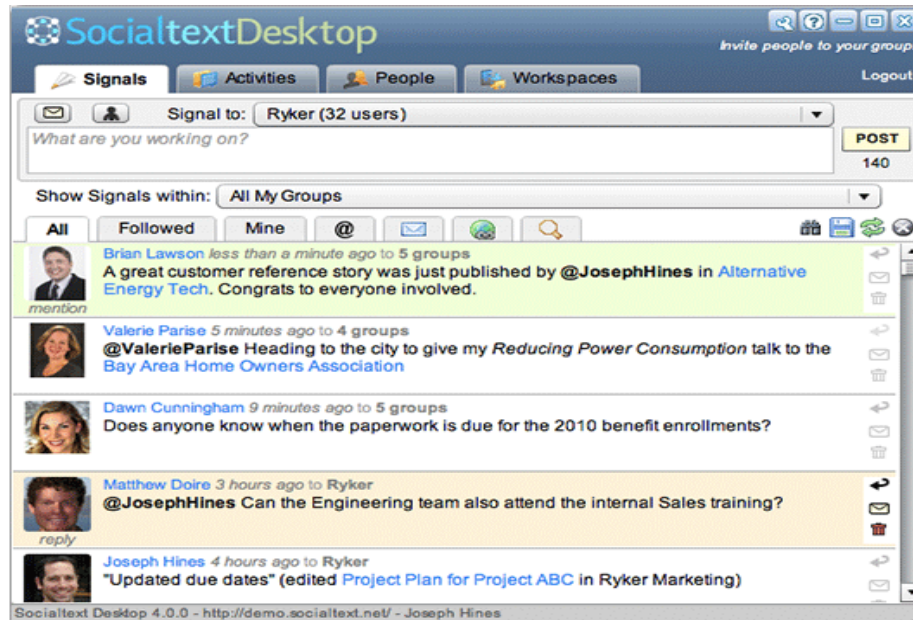 SocialtextDesktop
Invite people to your group
Signals
Activities
People
Workspaces
Logout
Signal to: Ryker (32 users)
What are you working on?
POST
140
Show Signals within: All My Groups
All
Followed
Mine
@
Brian Lawson less than a minute ago to 5 groups
A great customer reference story was just published by @JosephHines in Alternative
Energy Tech. Congrats to everyone involved.
mention
Valerie Parise 5 minutes ago to 4 groups
@ValerieParise Heading to the city to give my Reducing Power Consumption talk to the
Bay Area Home Owners Association
Dawn Cunningham 9 minutes ago to 5 groups
Does anyone know when the paperwork is due for the 2010 benefit enrollments?
Matthew Doire 3 hours ago to Ryker
@JosephHines Can the Engineering team also attend the internal Sales training?
reply
Joseph Hines 4 hours ago to Ryker
"Updated due dates" (edited Project Plan for Project ABC in Ryker Marketing)
Socialtext Desktop 4.0.0 - http://demo.socialtext.net/ - Joseph Hines